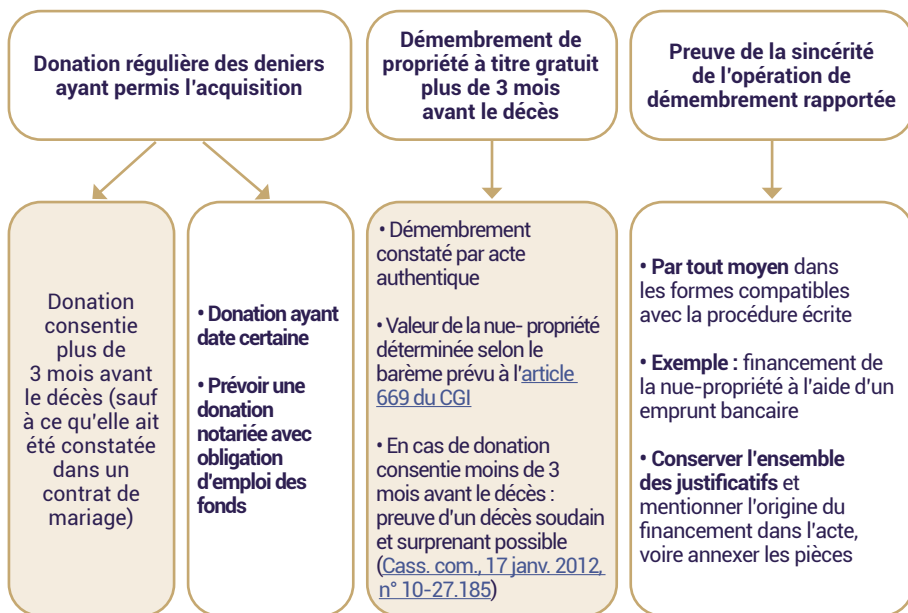 Donation régulière des deniers
ayant permis l'acquisition
Démembrement de
propriété à titre gratuit
plus de 3 mois
avant le décès
Preuve de la sincérité
de l'opération de
démembrement rapportée
Donation
consentie
plus de
3 mois avant
le décès (sauf
à ce qu'elle ait
été constatée
dans un
contrat de
mariage)
• Donation ayant
date certaine
• Prévoir une
donation
notariée avec
obligation
d'emploi des
fonds
• Démembrement
constaté par acte
authentique
• Valeur de la nue- propriété
déterminée selon le
barème prévu à l'article
669 du CGI
• En cas de donation
consentie moins de 3
mois avant le décès :
preuve d'un décès soudain
et surprenant possible
(Cass. com., 17 janv. 2012,
n° 10-27.185)
• Par tout moyen dans
les formes compatibles
avec la procédure écrite
• Exemple : financement de
la nue-propriété à l'aide d'un
emprunt bancaire
• Conserver l'ensemble
des justificatifs et
mentionner l'origine du
financement dans l'acte,
voire annexer les pièces